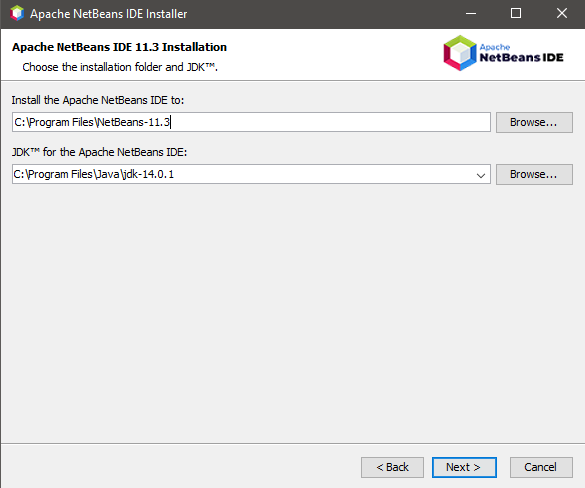 Apache NetBeans IDE Installer
Apache NetBeans IDE 11.3 Installation
Choose the installation folder and JDK™.
Apache
NetBeans IDE
Install the Apache NetBeans IDE to:
C:\Program Files\NetBeans-11.3
Browse...
JDK™ for the Apache NetBeans IDE:
C:\Program Files\Java\jdk-14.0.1
Browse...
< Back
Next >
Cancel